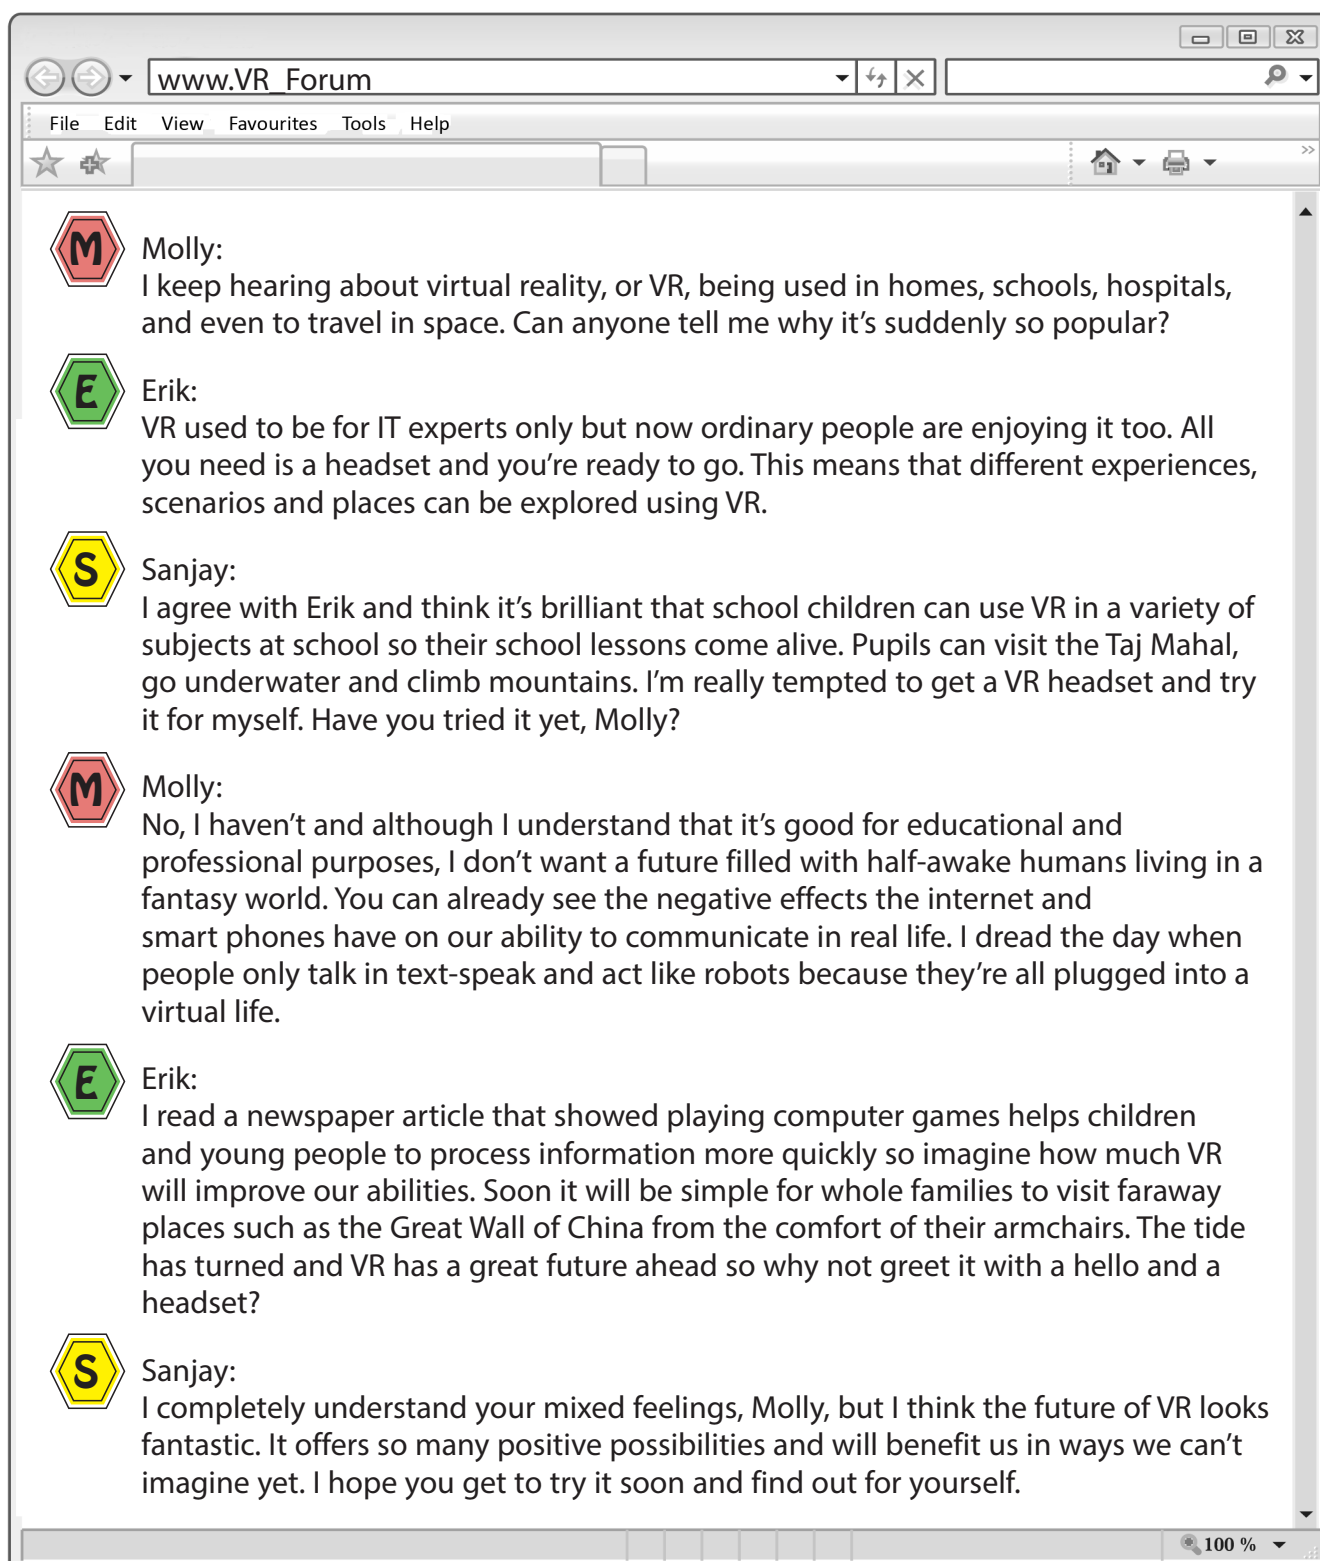 www.VR_Forum
File Edit View Favourites Tools Help
M
Molly:
I keep hearing about virtual reality, or VR, being used in homes, schools, hospitals,
and even to travel in space. Can anyone tell me why it's suddenly so popular?
E
Erik:
VR used to be for IT experts only but now ordinary people are enjoying it too. All
you need is a headset and you're ready to go. This means that different experiences,
scenarios and places can be explored using VR.
S
Sanjay:
I agree with Erik and think it's brilliant that school children can use VR in a variety of
subjects at school so their school lessons come alive. Pupils can visit the Taj Mahal,
go underwater and climb mountains. I'm really tempted to get a VR headset and try
it for myself. Have you tried it yet, Molly?
M
Molly:
No, I haven't and although I understand that it's good for educational and
professional purposes, I don't want a future filled with half-awake humans living in a
fantasy world. You can already see the negative effects the internet and
smart phones have on our ability to communicate in real life. I dread the day when
people only talk in text-speak and act like robots because they're all plugged into a
virtual life.
E
Erik:
I read a newspaper article that showed playing computer games helps children
and young people to process information more quickly so imagine how much VR
will improve our abilities. Soon it will be simple for whole families to visit faraway
places such as the Great Wall of China from the comfort of their armchairs. The tide
has turned and VR has a great future ahead so why not greet it with a hello and a
headset?
S
Sanjay:
I completely understand your mixed feelings, Molly, but I think the future of VR looks
fantastic. It offers so many positive possibilities and will benefit us in ways we can't
imagine yet. I hope you get to try it soon and find out for yourself.
100 %